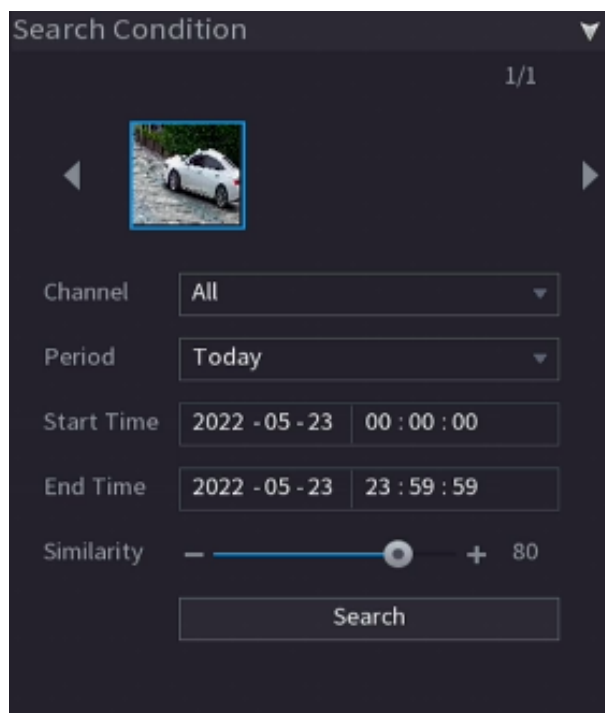 Search Condition
1/1
Channel All
Period Today
Start Time 2022 - 05 - 23 00 : 00 : 00
End Time 2022 - 05 - 23 23 : 59 : 59
Similarity − + 80
Search